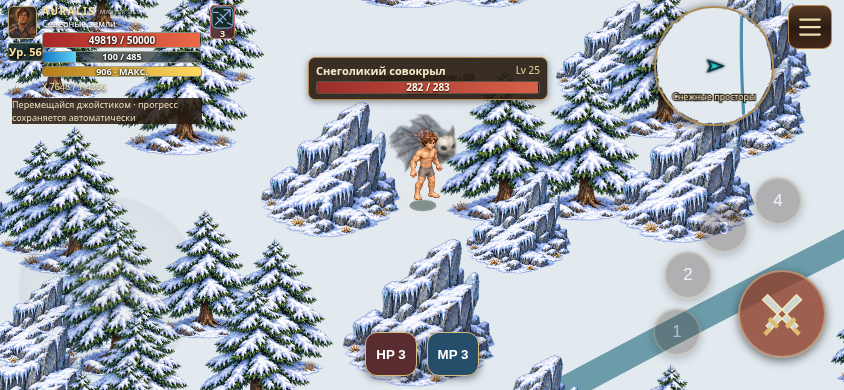 AURALIS
Северные земли
Ур. 56
49819 / 50000
100 / 485
906 · МАКС.
3
Перемещайся джойстиком · прогресс
сохраняется автоматически
Снеголикий совокрыл
Lv 25
282 / 283
Снежные просторы
4
2
1
HP 3
MP 3